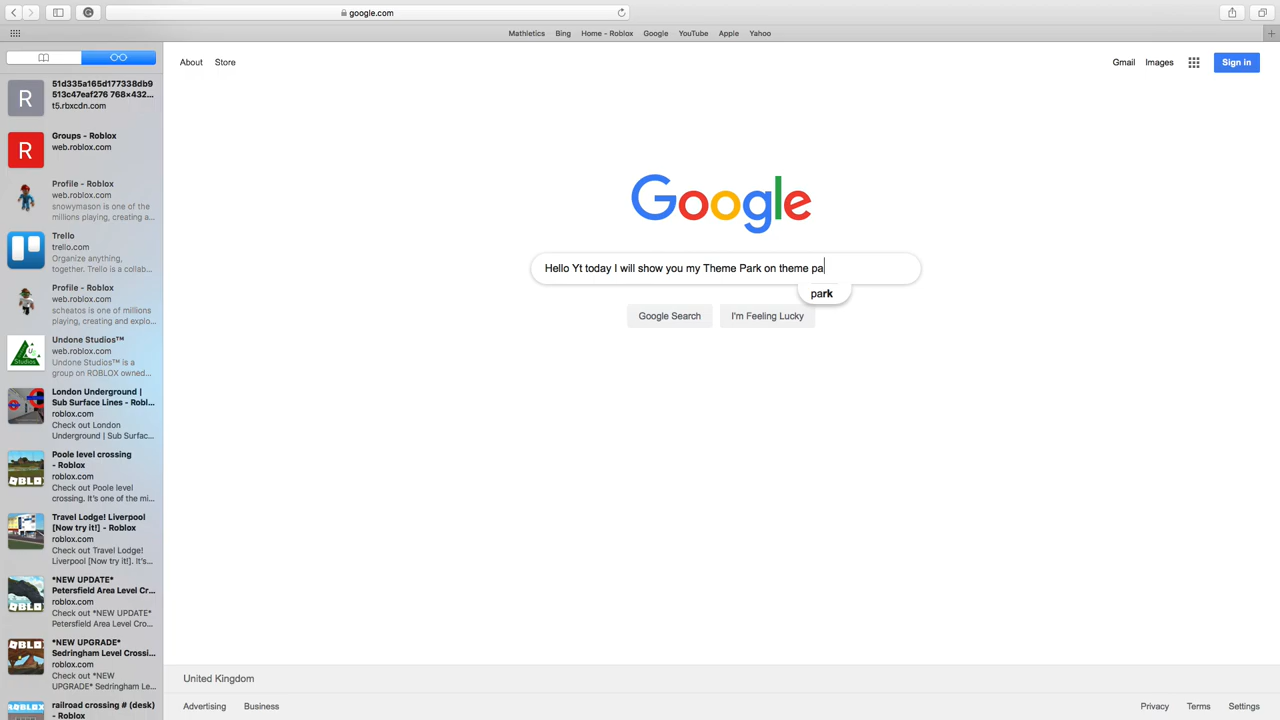 google.com
Mathletics Bing Home - Roblox Google YouTube Apple Yahoo
R
51d335a165d177338db9
513c47eaf276 768×432...
t5.rbxcdn.com
R
Groups - Roblox
web.roblox.com
Profile - Roblox
web.roblox.com
snowymason is one of the
millions playing, creating a...
Trello
trello.com
Organize anything,
together. Trello is a collab...
Profile - Roblox
web.roblox.com
scheatos is one of millions
playing, creating and explo...
Undone Studios™
web.roblox.com
Undone Studios™ is a
group on ROBLOX owned...
London Underground |
Sub Surface Lines - Robl...
roblox.com
Check out London
Underground | Sub Surfac...
Poole level crossing
- Roblox
roblox.com
Check out Poole level
crossing. It's one of the mi...
Travel Lodge! Liverpool
[Now try it!] - Roblox
roblox.com
Check out Travel Lodge!
Liverpool [Now try it!]. It's...
*NEW UPDATE*
Petersfield Area Level Cr...
roblox.com
Check out *NEW UPDATE*
Petersfield Area Level Cro...
*NEW UPGRADE*
Sedringham Level Crossi...
roblox.com
Check out *NEW
UPGRADE* Sedringham Le...
railroad crossing # (desk)
- Roblox
About Store
Gmail Images Sign in
Google
Hello Yt today I will show you my Theme Park on theme pa
park
Google Search I'm Feeling Lucky
United Kingdom
Advertising Business
Privacy Terms Settings